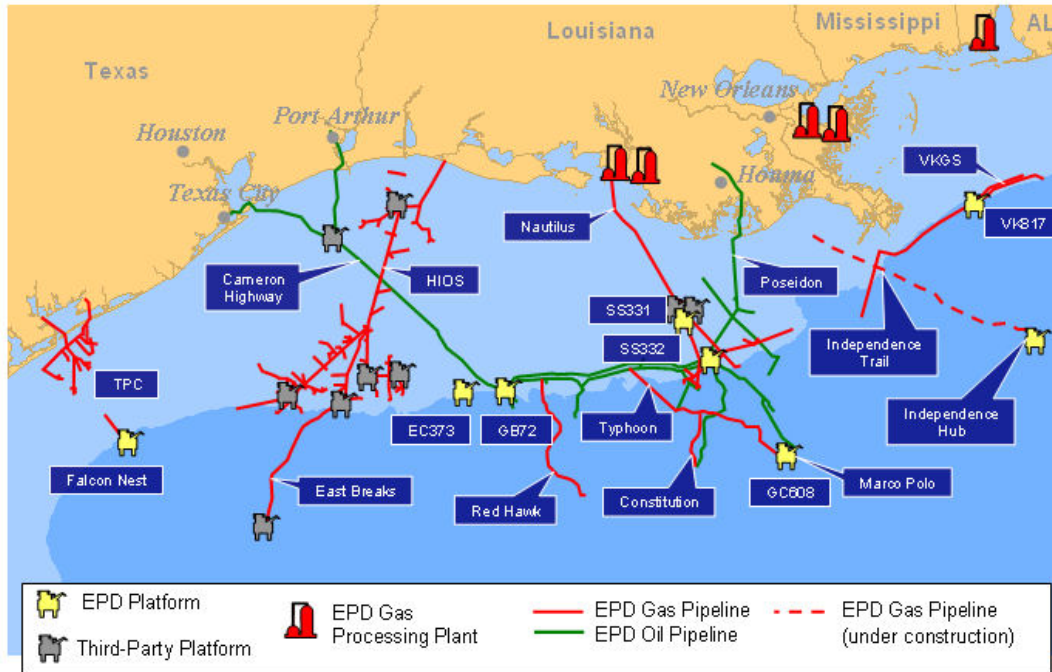 Louisiana
Mississippi
AL
Texas
New Orleans
Port Arthur
Houston
Houma
VKGS
Texas City
VK817
Nautilus
Cameron
Highway
HIOS
Poseidon
SS331
SS332
Independence
Trail
TPC
EC373
GB72
Typhoon
Independence
Hub
Falcon Nest
East Breaks
Red Hawk
Constitution
GC608
Marco Polo
EPD Platform
Third-Party Platform
EPD Gas
Processing Plant
EPD Gas Pipeline
EPD Oil Pipeline
EPD Gas Pipeline
(under construction)